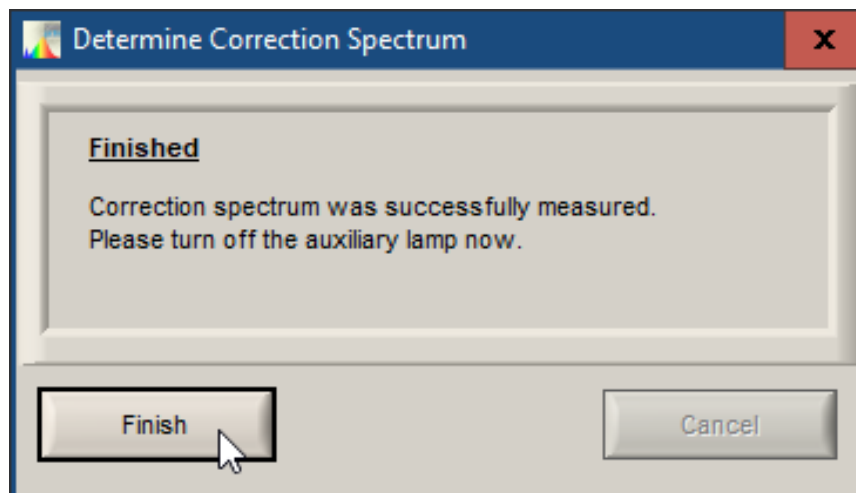 Determine Correction Spectrum
x
Finished
Correction spectrum was successfully measured.
Please turn off the auxiliary lamp now.
Finish
Cancel